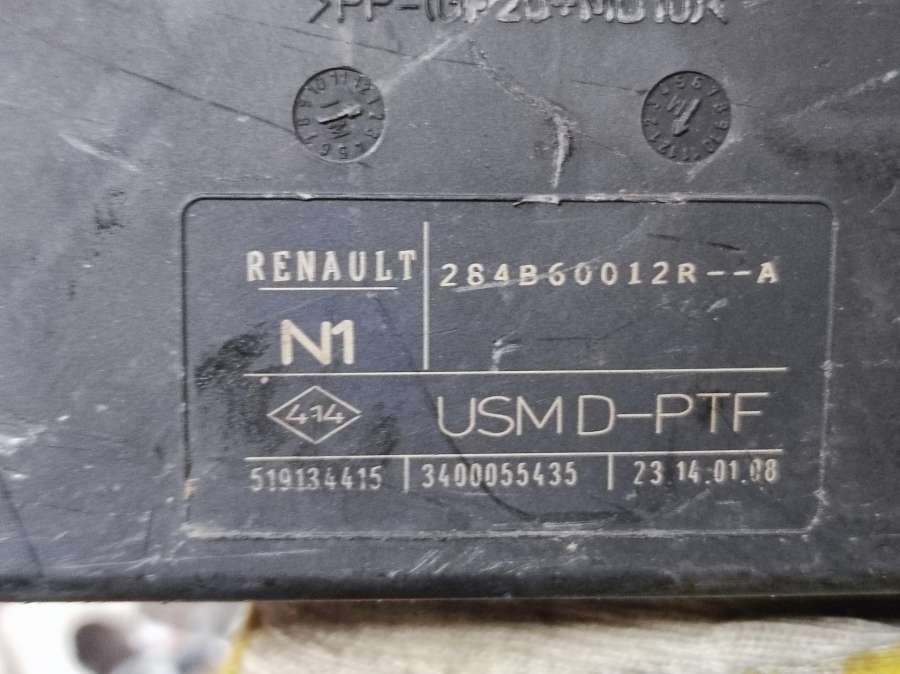 RENAULT
284B60012R--A
N1
414
USM D-PTF
519134415
3400055435
23 14:01.08